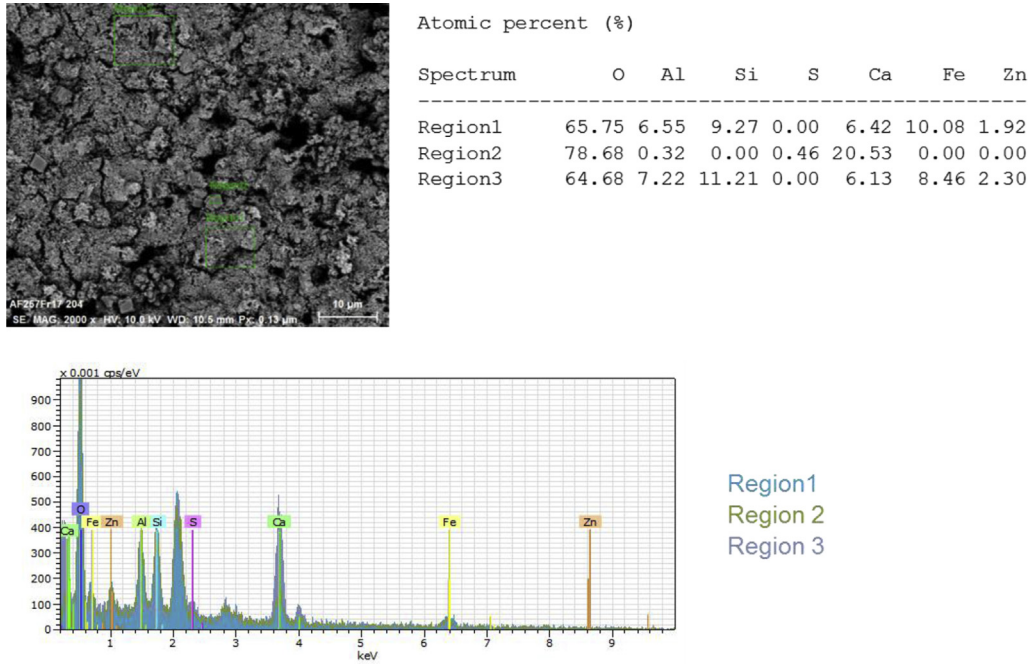 Atomic percent (%)
Spectrum O Al Si S Ca Fe Zn
Region1 65.75 6.55 9.27 0.00 6.42 10.08 1.92
Region2 78.68 0.32 0.00 0.46 20.53 0.00 0.00
Region3 64.68 7.22 11.21 0.00 6.13 8.46 2.30
AF257Fr17 204
SE MAG: 2000 x HV: 10.0 kV WD: 10.5 mm Px: 0.13 µm
10 µm
x 0.001 cps/eV
900
800
700
600
500
400
300
200
100
0
Ca O Fe Zn Al Si S Ca Fe Zn
1 2 3 4 5 6 7 8 9
keV
Region1
Region 2
Region 3